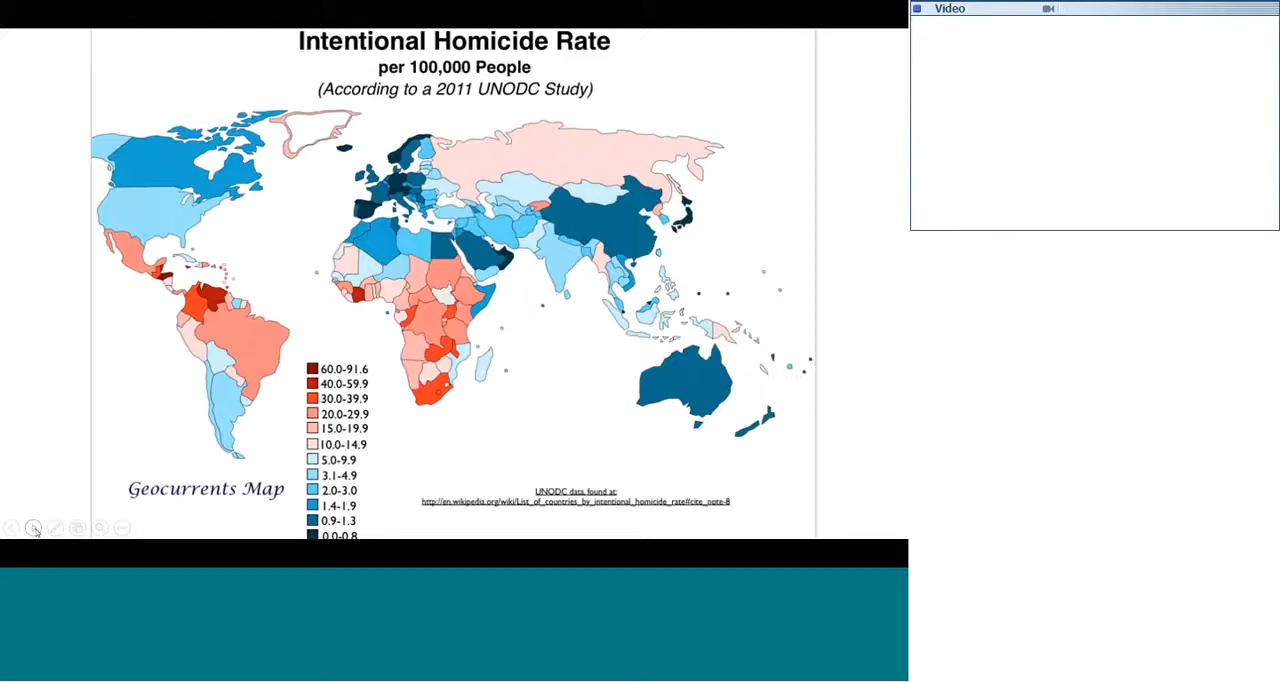 Video
Intentional Homicide Rate
per 100,000 People
(According to a 2011 UNODC Study)
60.0-91.6
40.0-59.9
30.0-39.9
20.0-29.9
15.0-19.9
10.0-14.9
5.0-9.9
3.1-4.9
2.0-3.0
1.4-1.9
0.9-1.3
0.0-0.8
Geocurrents Map
UNODC data, found at:
http://en.wikipedia.org/wiki/List_of_countries_by_intentional_homicide_rate#cite_note-8